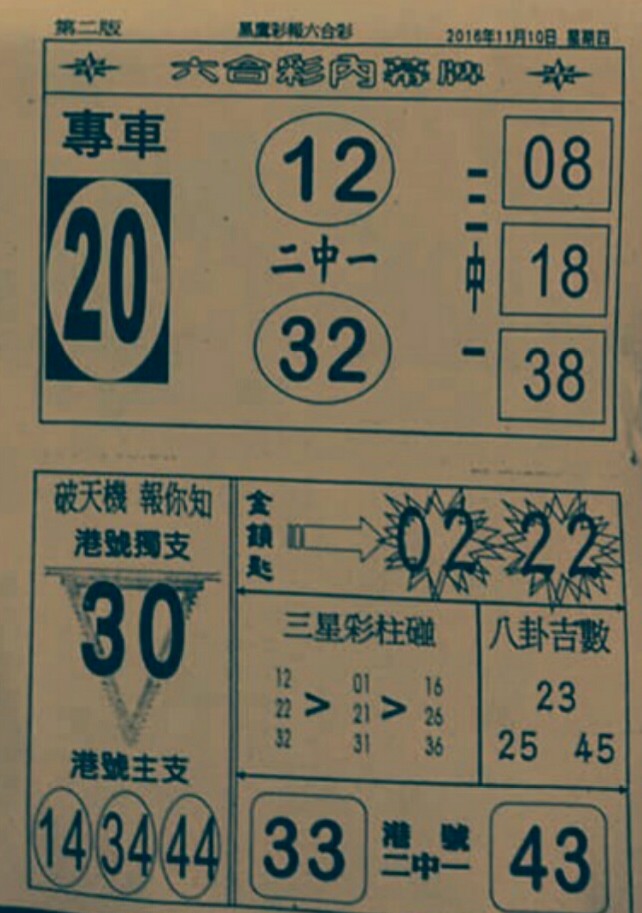 第二版 黑鷹彩報六合彩 2016年11月10日 星期四
六合彩內幕牌
專車
20
12
二中一
32
三中一
08
18
38
破天機 報你知
港號獨支
30
港號主支
14 34 44
金鎖匙
02 22
三星彩柱碰
12 01 16
22 > 21 > 26
32 31 36
八卦吉數
23
25 45
33 港號 43
二中一